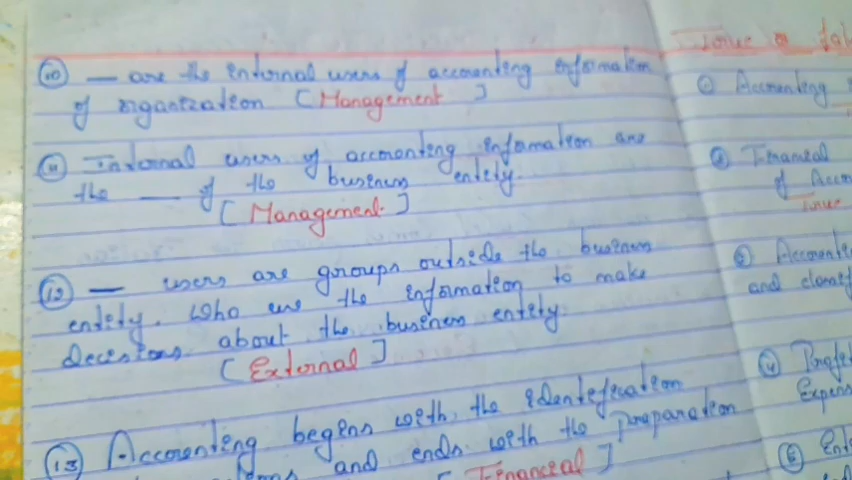 ⑩ — are the internal users of accounting information
of organization [Management]
⑪ Internal users of accounting information are
the — of the business entity.
[Management]
⑫ — users are groups outside the business
entity. Who use the information to make
decisions about the business entity.
[External]
⑬ Accounting begins with the identification
and ends with the preparation
[Financial]
True
① Accounting
② Financial
of
True
③
and
④
⑤